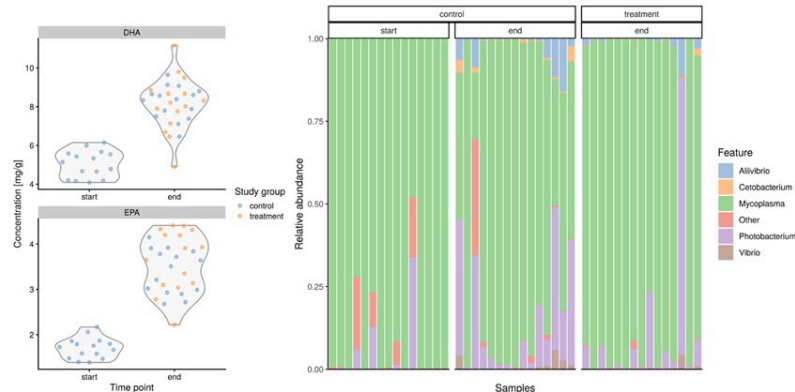 DHA
10
8
6
4
start
end
EPA
4
3
2
start
end
Time point
Concentration [mg/g]
Study group
control
treatment
control
treatment
start
end
end
1.00
0.75
0.50
0.25
0.00
Relative abundance
Samples
Feature
Aliivibrio
Cetobacterium
Mycoplasma
Other
Photobacterium
Vibrio